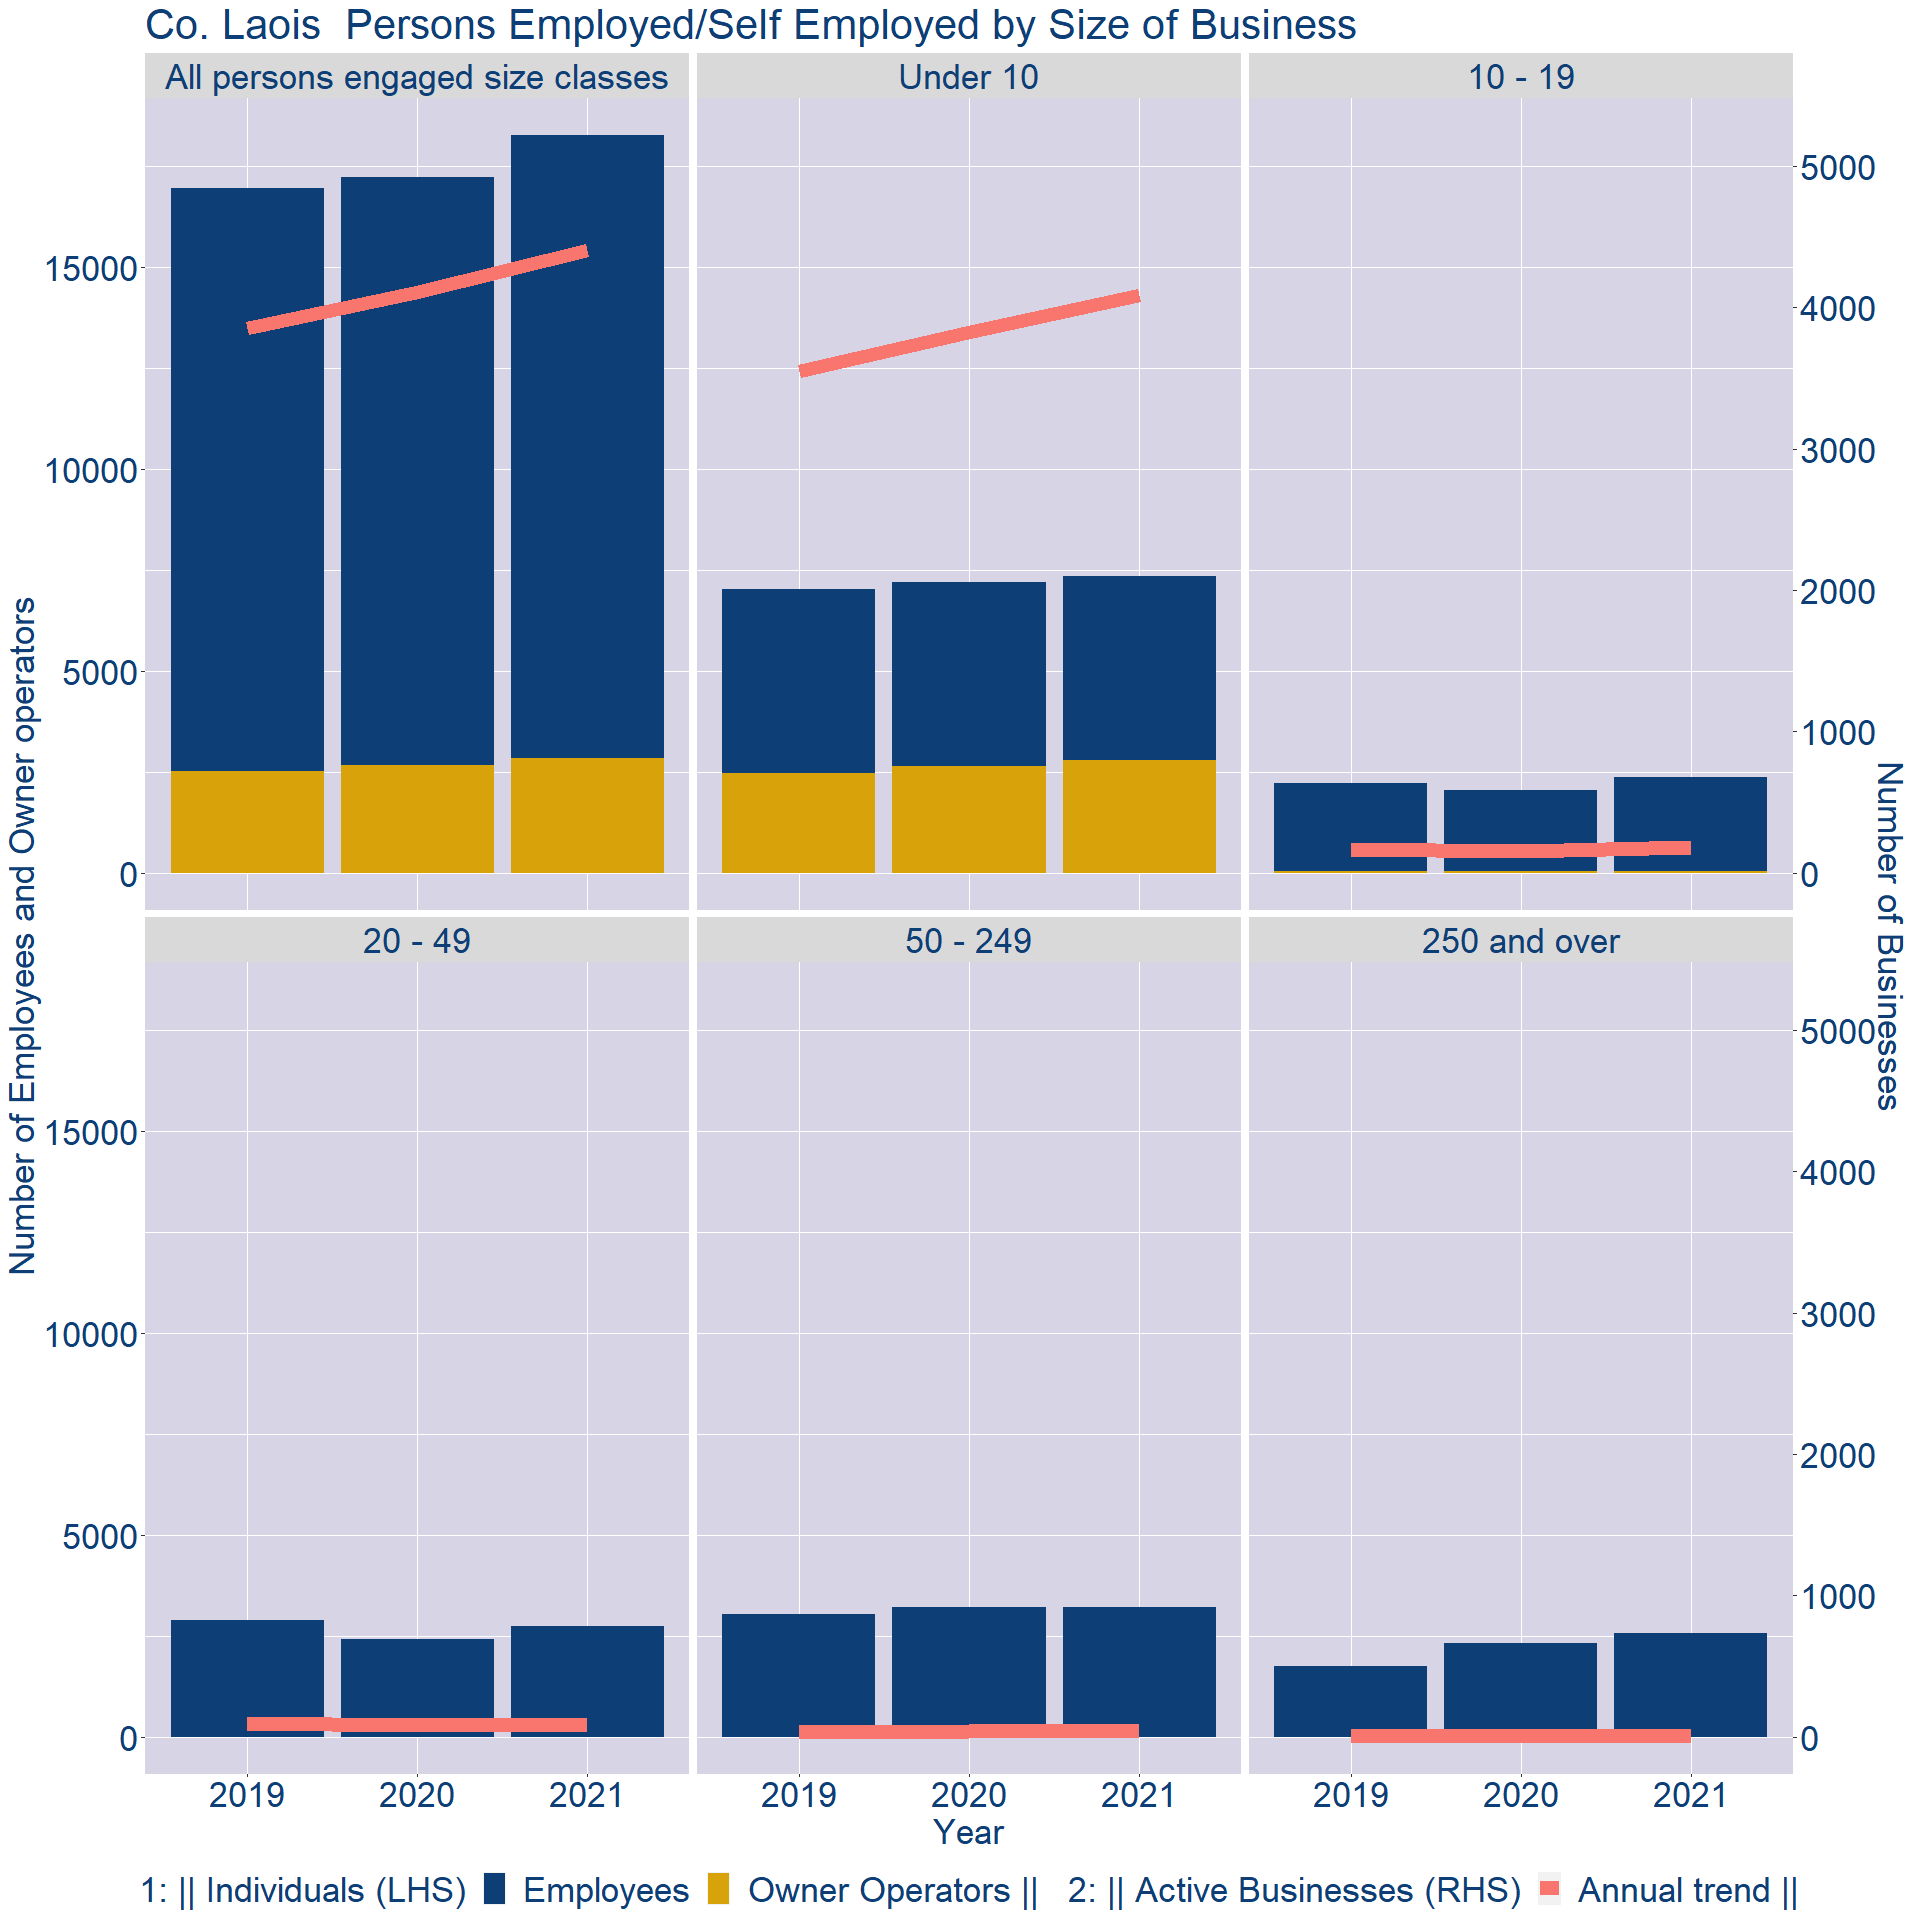 Co. Laois  Persons Employed/Self Employed by Size of Business
All persons engaged size classes
Under 10
10 - 19
15000
10000
5000
0
5000
4000
3000
2000
1000
0
Number of Employees and Owner operators
Number of Businesses
20 - 49
50 - 249
250 and over
15000
10000
5000
0
5000
4000
3000
2000
1000
0
2019 2020 2021 2019 2020 2021 2019 2020 2021
Year
1: || Individuals (LHS) Employees Owner Operators || 2: || Active Businesses (RHS) Annual trend ||